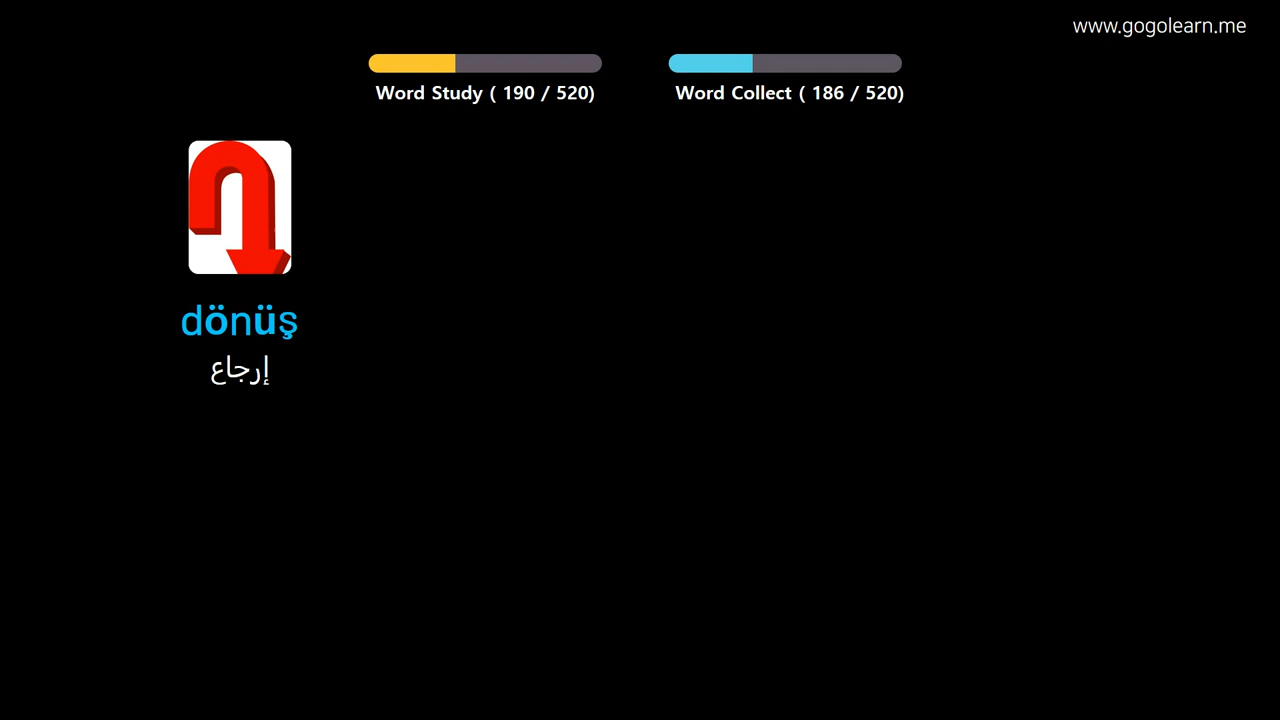 www.gogolearn.me
Word Study ( 190 / 520)
Word Collect ( 186 / 520)
dönüş
إرجاع